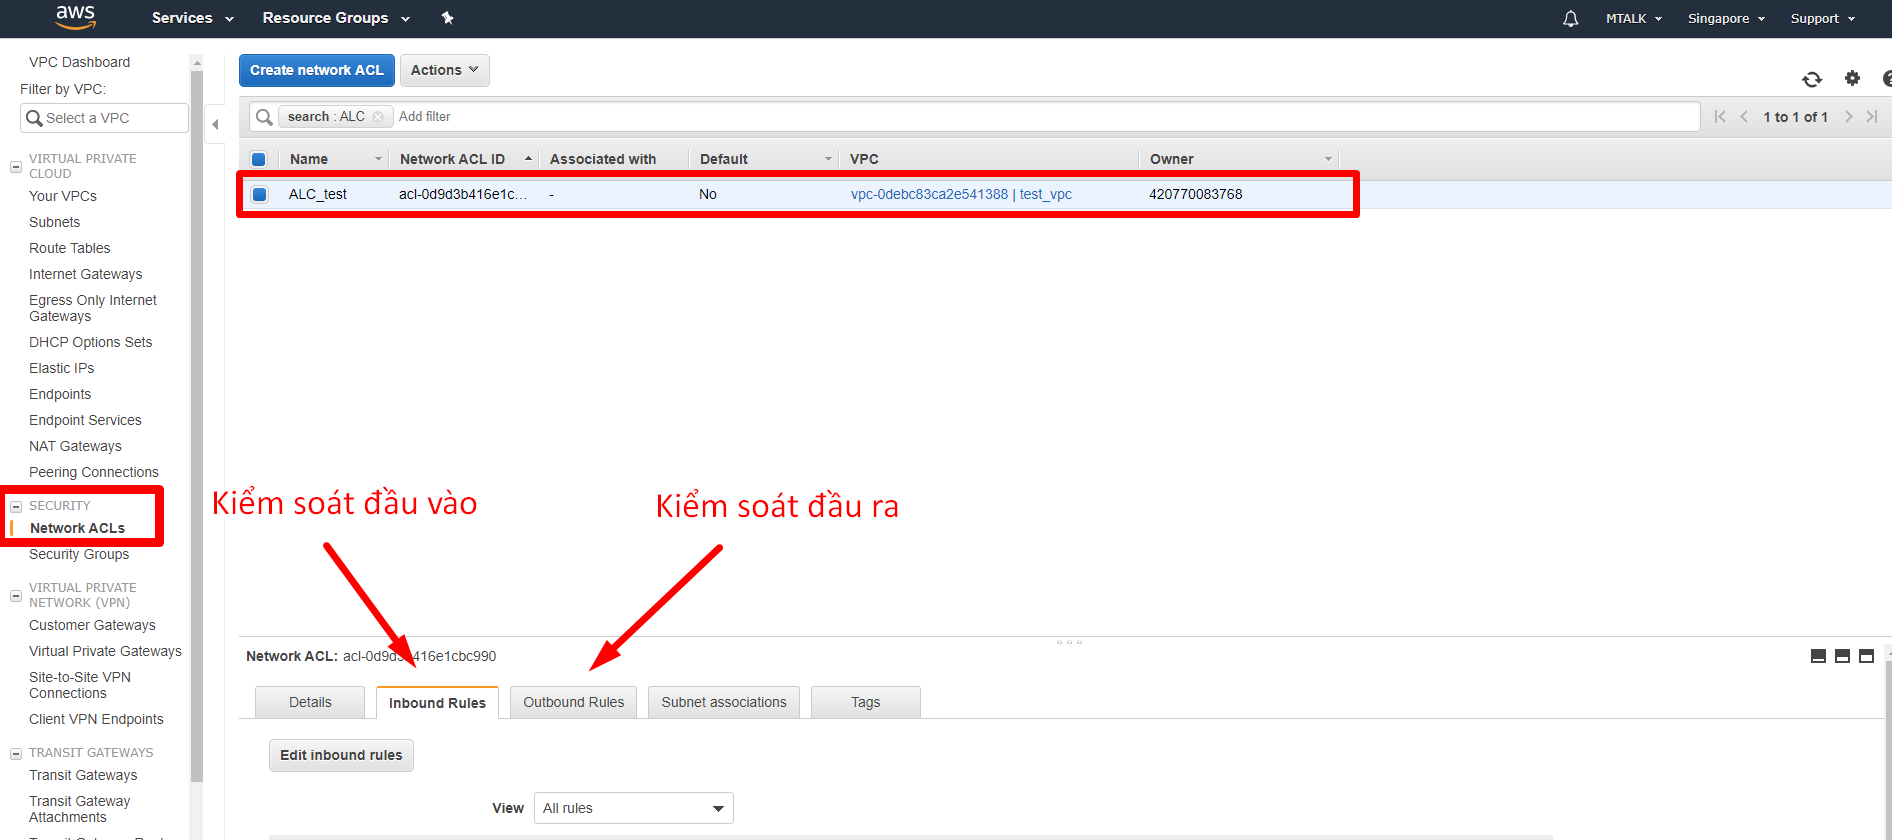 aws Services Resource Groups MTALK Singapore Support
VPC Dashboard
Filter by VPC:
Select a VPC
VIRTUAL PRIVATE
CLOUD
Your VPCs
Subnets
Route Tables
Internet Gateways
Egress Only Internet
Gateways
DHCP Options Sets
Elastic IPs
Endpoints
Endpoint Services
NAT Gateways
Peering Connections
SECURITY
Network ACLs
Security Groups
VIRTUAL PRIVATE
NETWORK (VPN)
Customer Gateways
Virtual Private Gateways
Site-to-Site VPN
Connections
Client VPN Endpoints
TRANSIT GATEWAYS
Transit Gateways
Transit Gateway
Attachments
Create network ACL Actions
search : ALC Add filter 1 to 1 of 1
Name Network ACL ID Associated with Default VPC Owner
ALC_test acl-0d9d3b416e1c... - No vpc-0debc83ca2e541388 | test_vpc 420770083768
Kiểm soát đầu vào
Kiểm soát đầu ra
Network ACL: acl-0d9d3b416e1cbc990
Details Inbound Rules Outbound Rules Subnet associations Tags
Edit inbound rules
View All rules